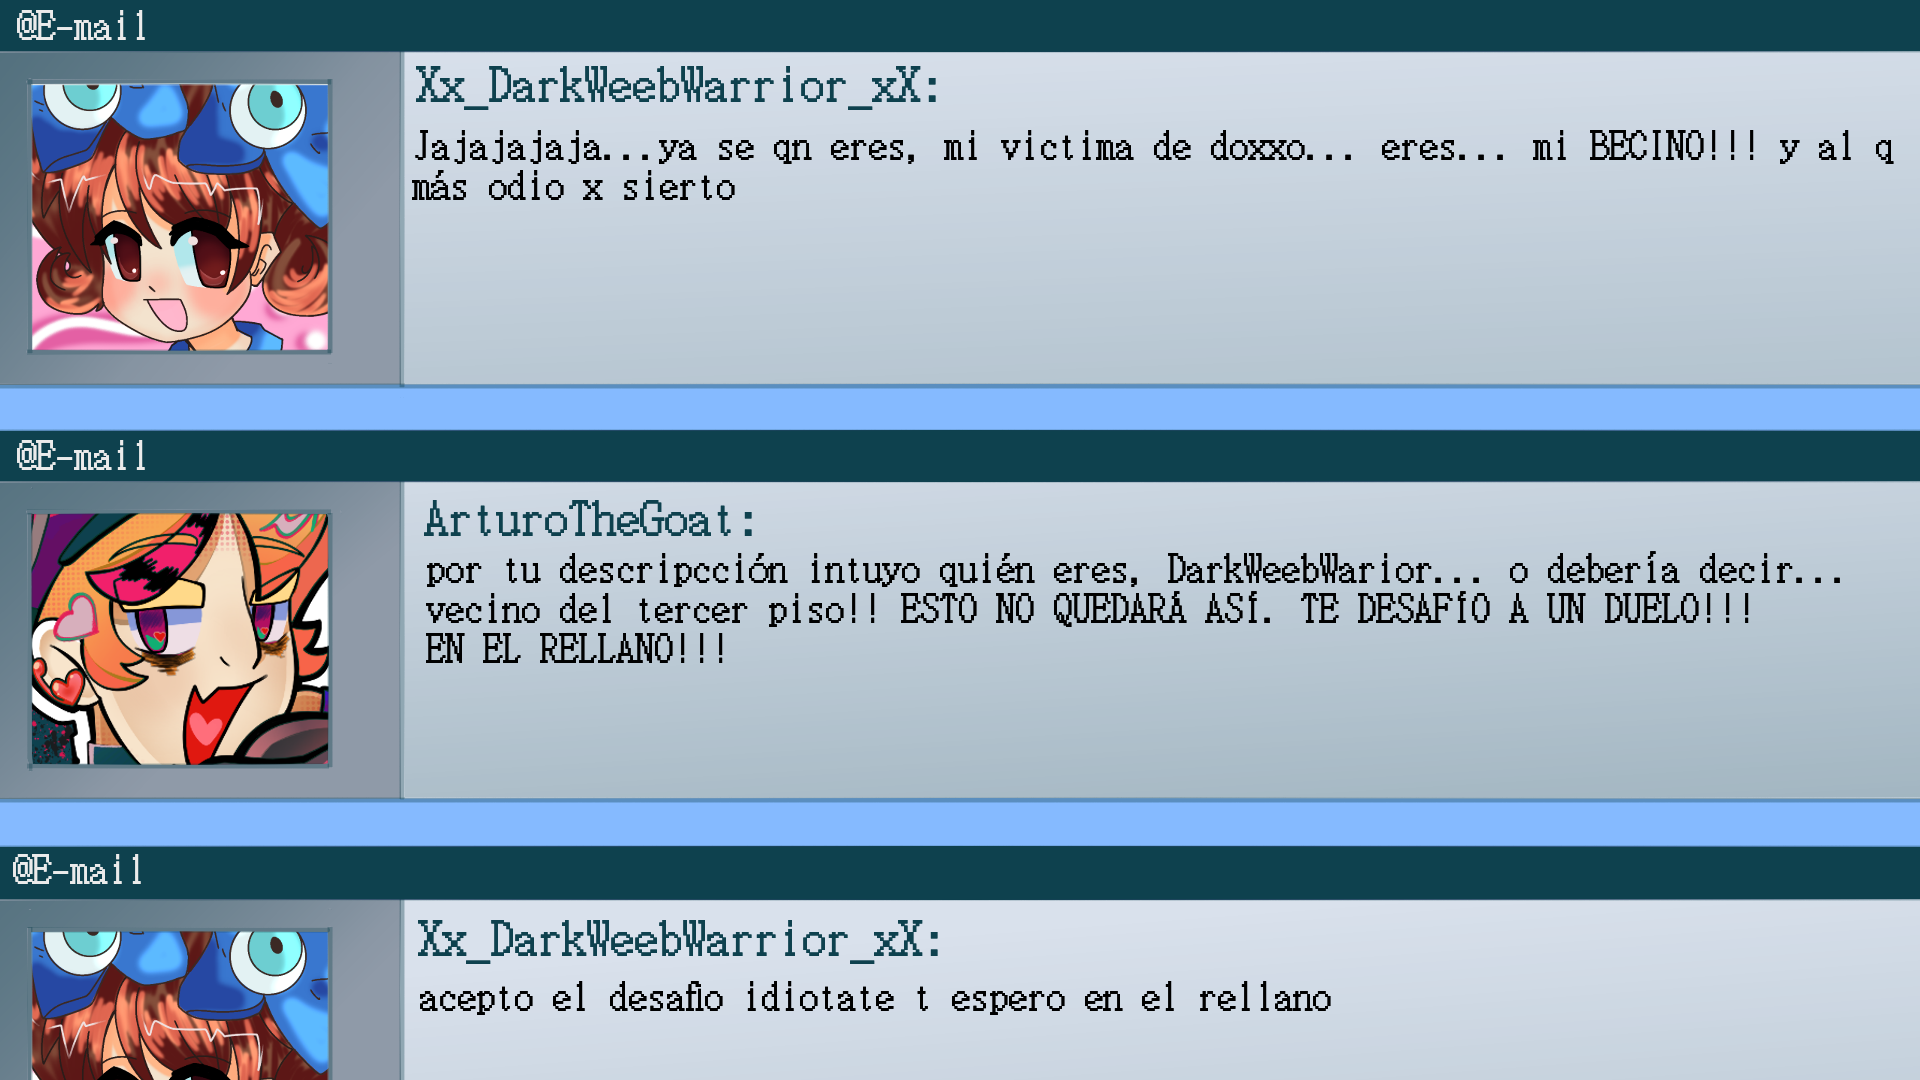 @E-mail
Xx_DarkWeebWarrior_xX:
Jajajajaja...ya se qn eres, mi victima de doxxo... eres... mi BECINO!!! y al q
más odio x sierto
@E-mail
ArturoTheGoat:
por tu descripcción intuyo quién eres, DarkWeebWarior... o debería decir...
vecino del tercer piso!! ESTO NO QUEDARÁ ASÍ. TE DESAFÍO A UN DUELO!!!
EN EL RELLANO!!!
@E-mail
Xx_DarkWeebWarrior_xX:
acepto el desafio idiotate t espero en el rellano